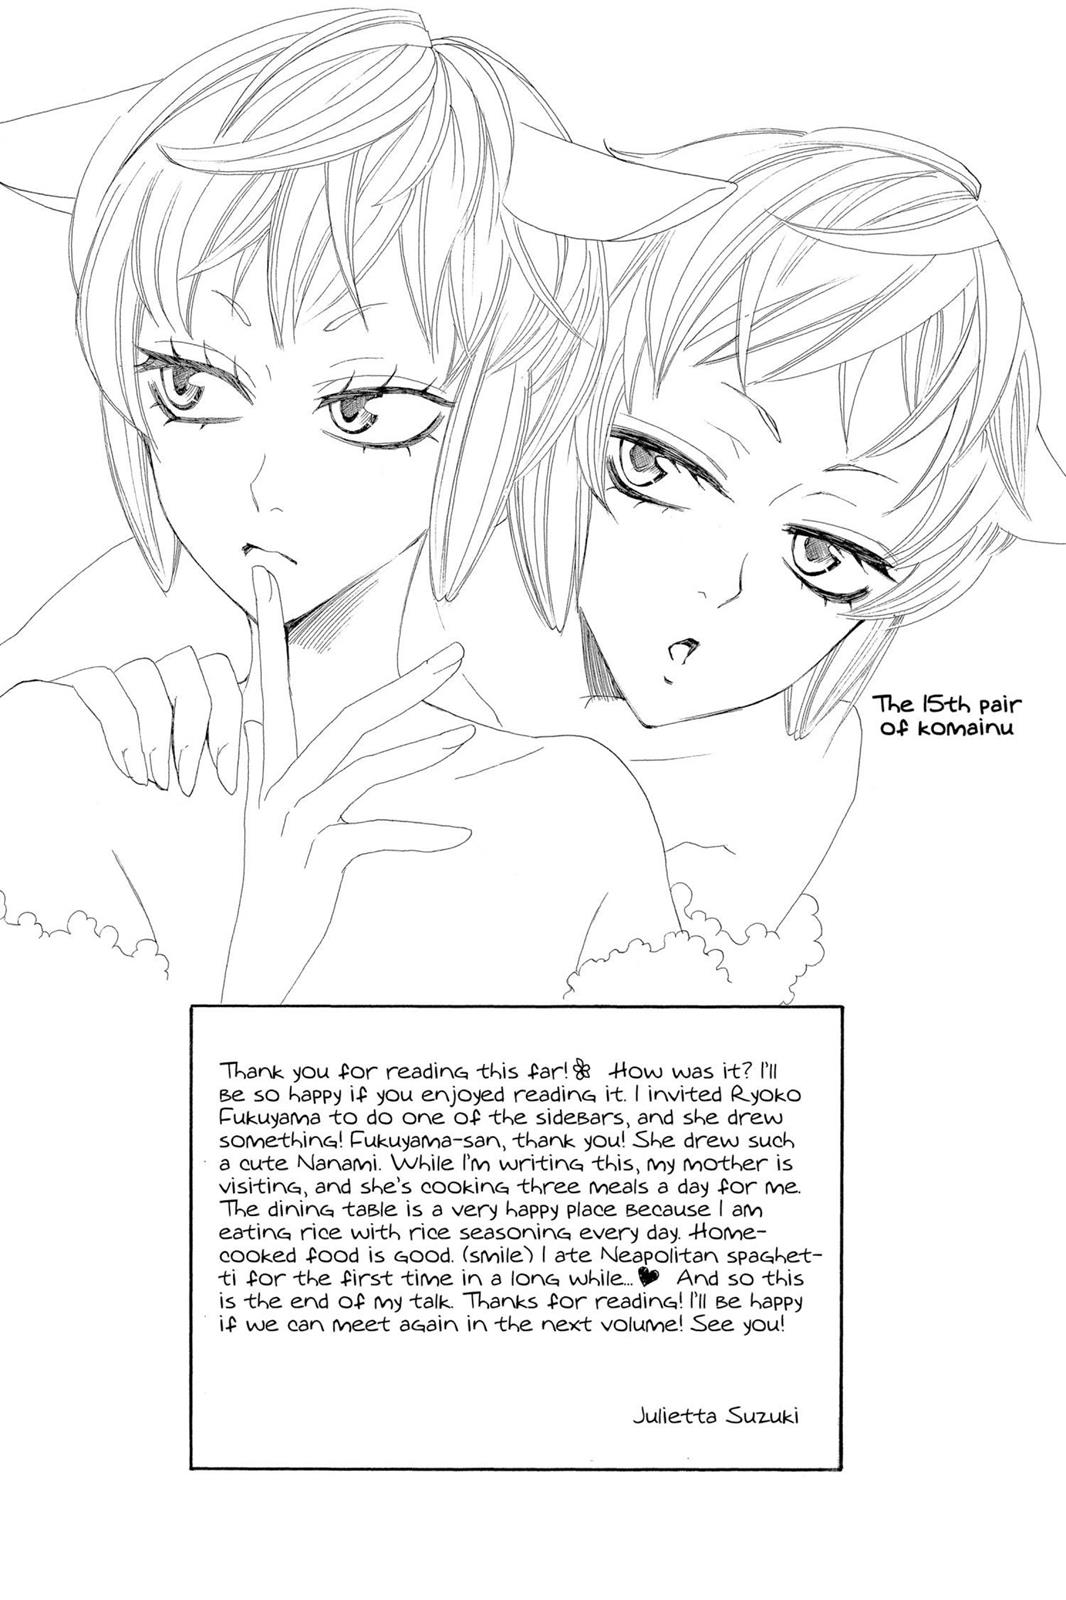 The 15th pair
of komainu
Thank you for reading this far! How was it? I'll
be so happy if you enjoyed reading it. I invited Ryoko
Fukuyama to do one of the sidebars, and she drew
something! Fukuyama-san, thank you! She drew such
a cute Nanami. While I'm writing this, my mother is
visiting, and she's cooking three meals a day for me.
The dining table is a very happy place because I am
eating rice with rice seasoning every day. Home-
cooked food is good. (smile) I ate Neapolitan spaghet-
ti for the first time in a long while...♥ And so this
is the end of my talk. Thanks for reading! I'll be happy
if we can meet again in the next volume! See you!
Julietta Suzuki